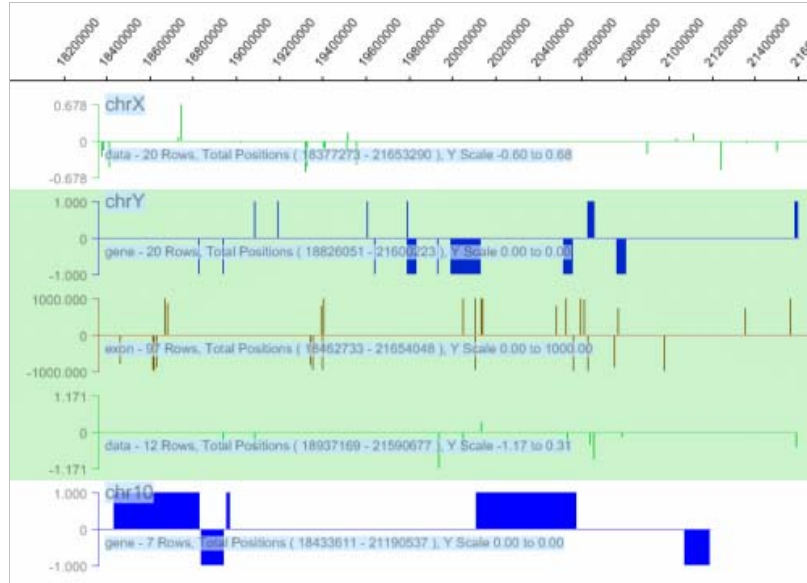 18200000 18400000 18600000 18800000 19000000 19200000 19400000 19600000 19800000 20000000 20200000 20400000 20600000 20800000 21000000 21200000 21400000
0.678 chrX
0
data - 20 Rows, Total Positions ( 18377273 - 21653290 ), Y Scale -0.60 to 0.68
-0.678
chrY
1.000
0
gene - 20 Rows, Total Positions ( 18826051 - 21600223 ), Y Scale 0.00 to 0.00
-1.000
1000.000
0
exon - 97 Rows, Total Positions ( 18462733 - 21654048 ), Y Scale 0.00 to 1000.00
-1000.000
1.171
0
data - 12 Rows, Total Positions ( 18937169 - 21590677 ), Y Scale -1.17 to 0.31
-1.171
chr10
1.000
0
gene - 7 Rows, Total Positions ( 18433611 - 21190537 ), Y Scale 0.00 to 0.00
-1.000